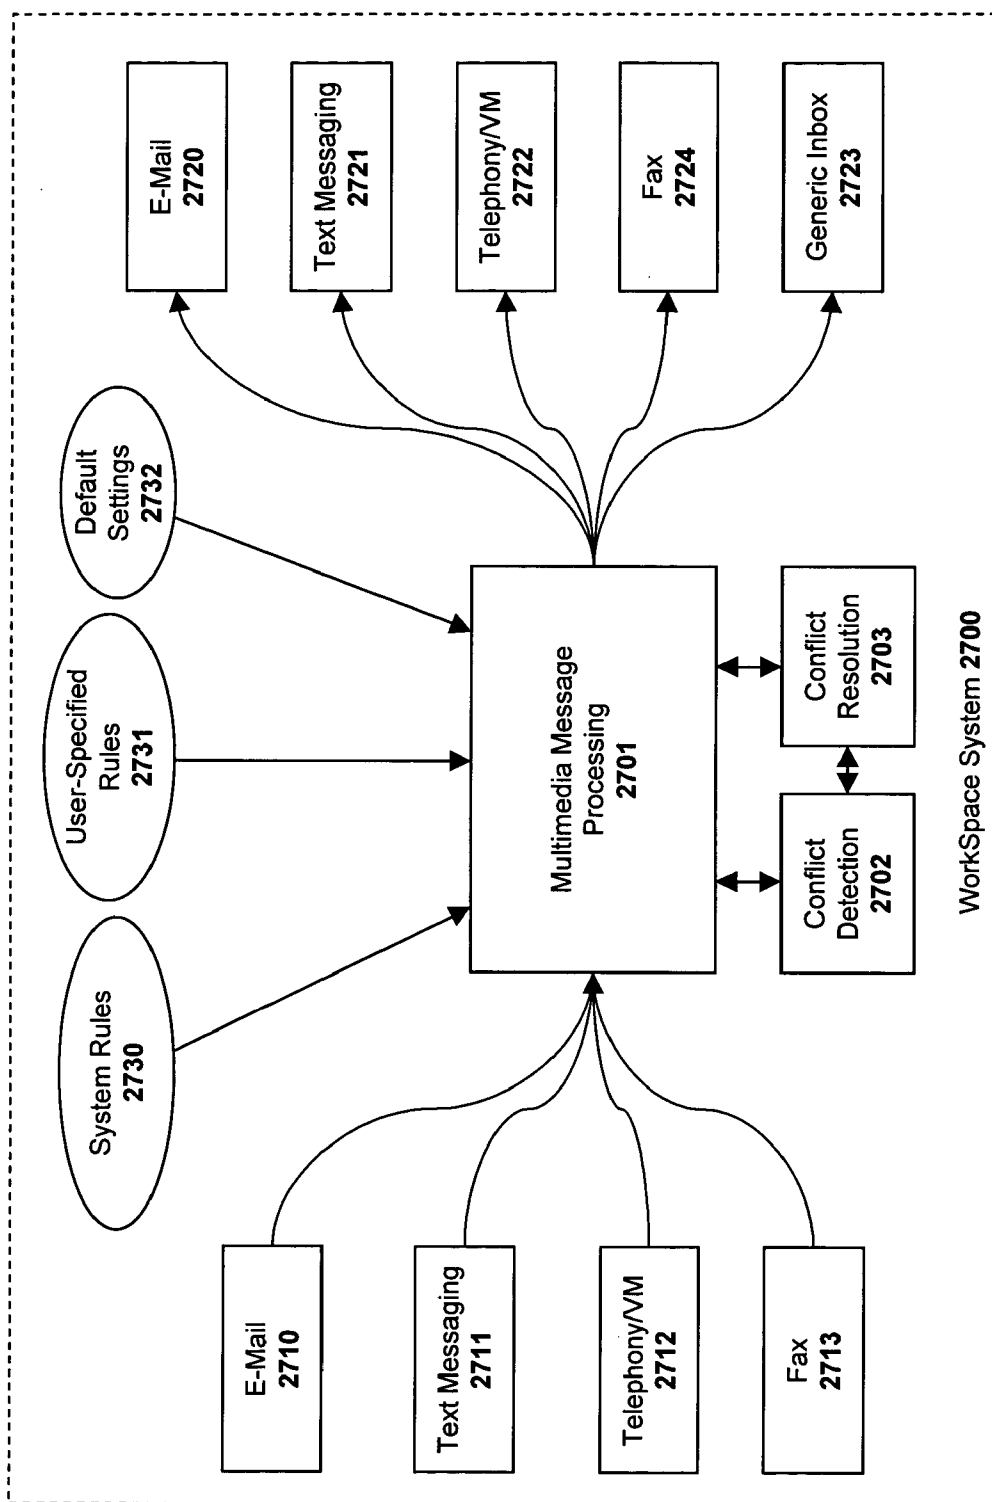 System Rules
2730
User-Specified
Rules
2731
Default
Settings
2732
E-Mail
2710
Text Messaging
2711
Telephony/VM
2712
Fax
2713
Multimedia Message
Processing
2701
E-Mail
2720
Text Messaging
2721
Telephony/VM
2722
Fax
2724
Generic Inbox
2723
Conflict
Detection
2702
Conflict
Resolution
2703
WorkSpace System 2700